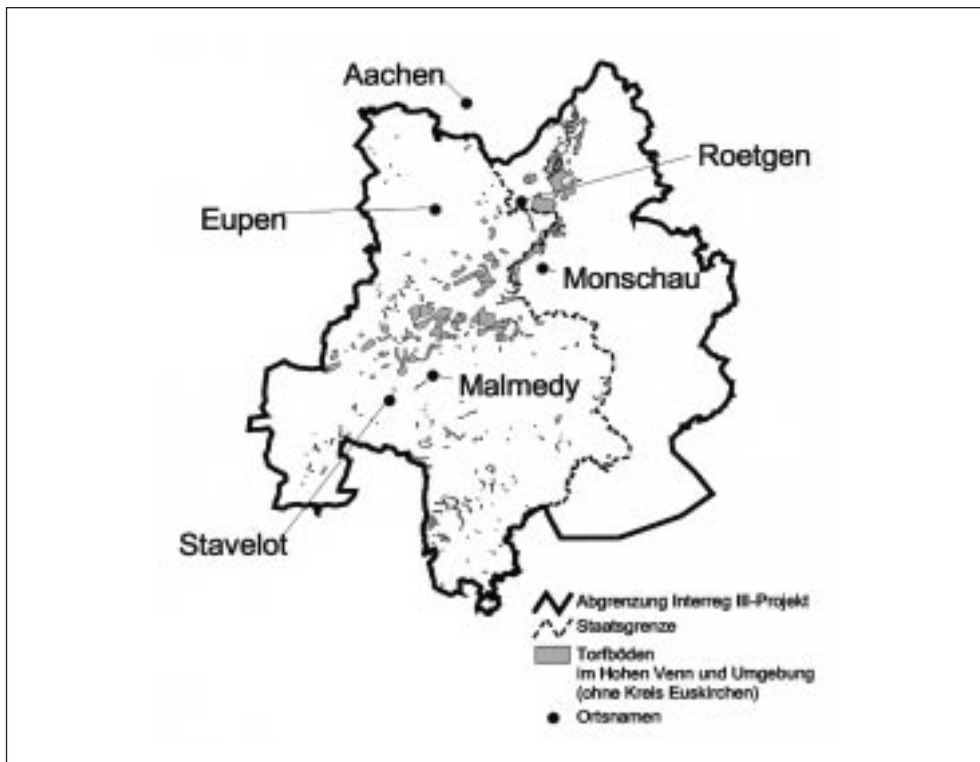 Aachen
Roetgen
Eupen
Monschau
Malmedy
Stavelot
Abgrenzung Interreg III-Projekt
Staatsgrenze
Torfböden
im Hohen Venn und Umgebung
(ohne Kreis Euskirchen)
Ortsnamen